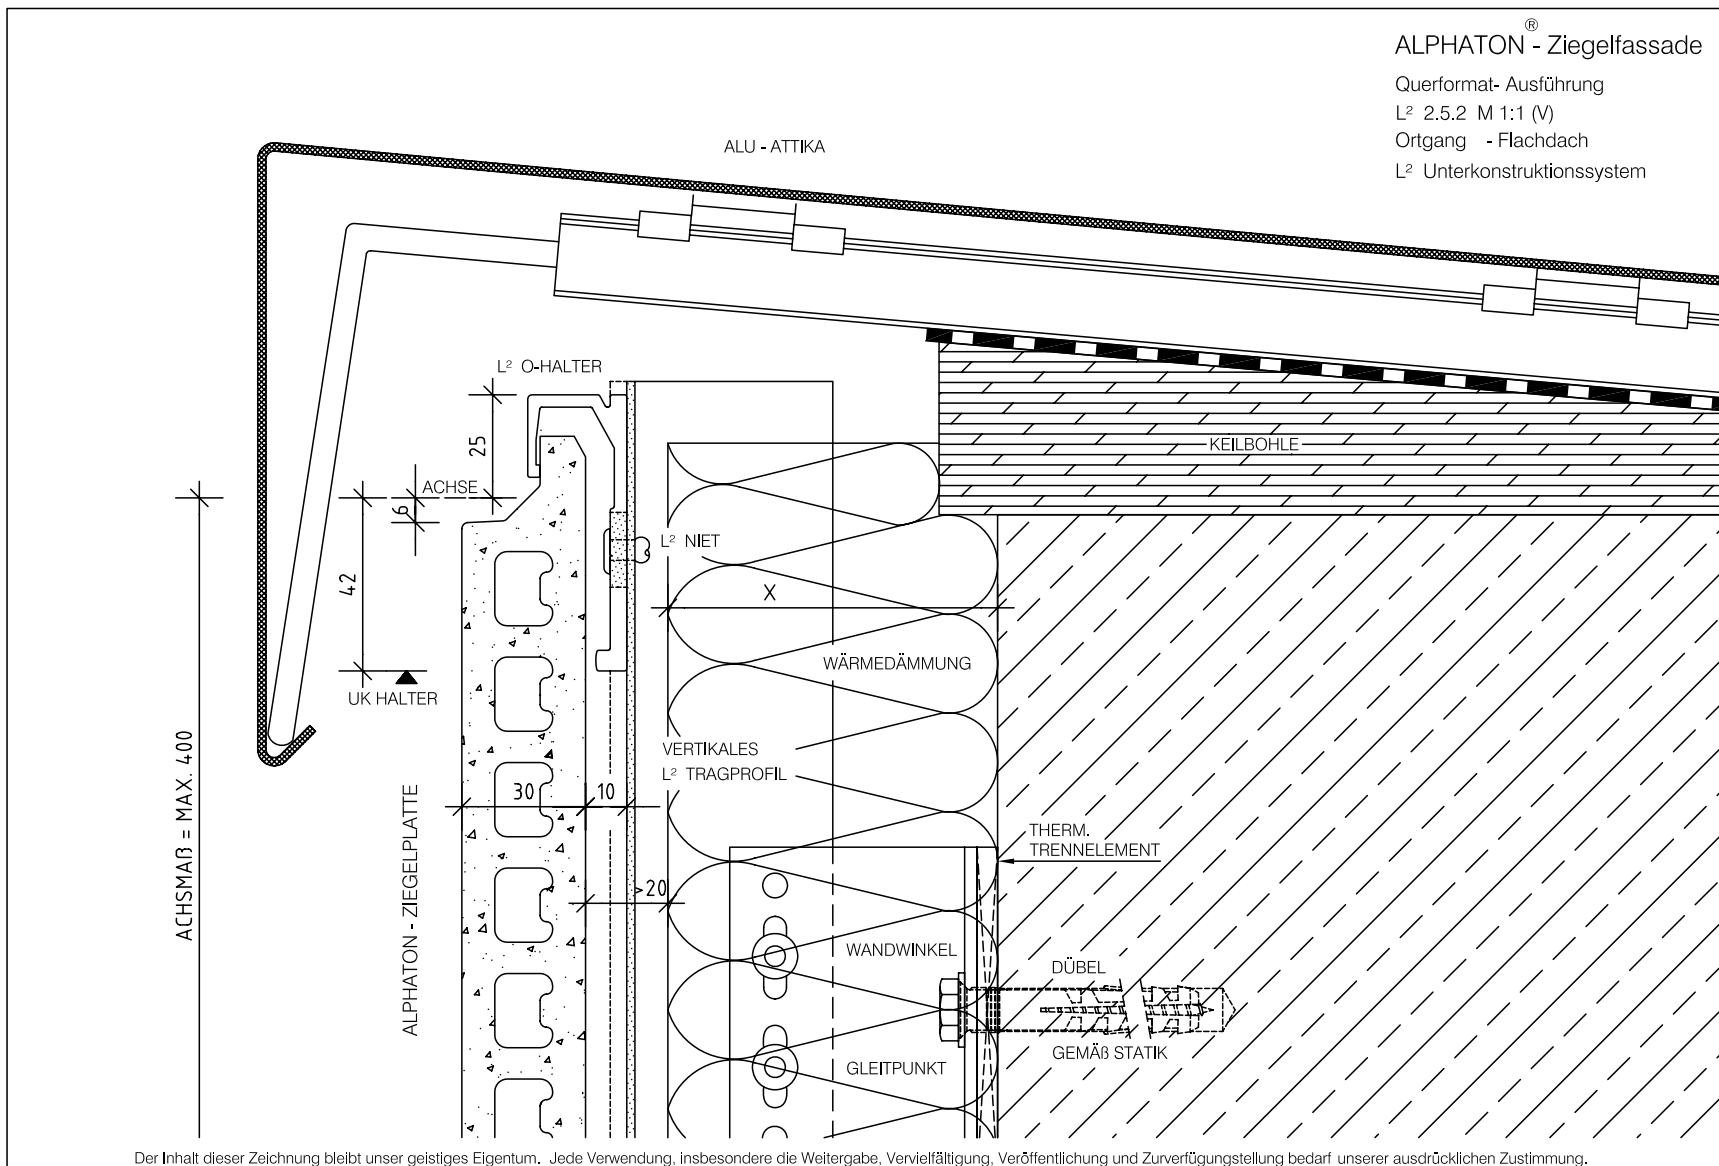 ALPHATON® - Ziegelfassade
Querformat- Ausführung
L² 2.5.2 M 1:1 (V)
Ortgang - Flachdach
L² Unterkonstruktionssystem
ALU - ATTIKA
L² O-HALTER
25
KEILBOHLE
ACHSE
6
L² NIET
42
X
WÄRMEDÄMMUNG
UK HALTER
VERTIKALES
L² TRAGPROFIL
ACHSMAß = MAX. 400
30
10
ALPHATON - ZIEGELPLATTE
THERM.
TRENNELEMENT
>20
WANDWINKEL
DÜBEL
GEMÄß STATIK
GLEITPUNKT
Der Inhalt dieser Zeichnung bleibt unser geistiges Eigentum. Jede Verwendung, insbesondere die Weitergabe, Vervielfältigung, Veröffentlichung und Zurverfügungstellung bedarf unserer ausdrücklichen Zustimmung.